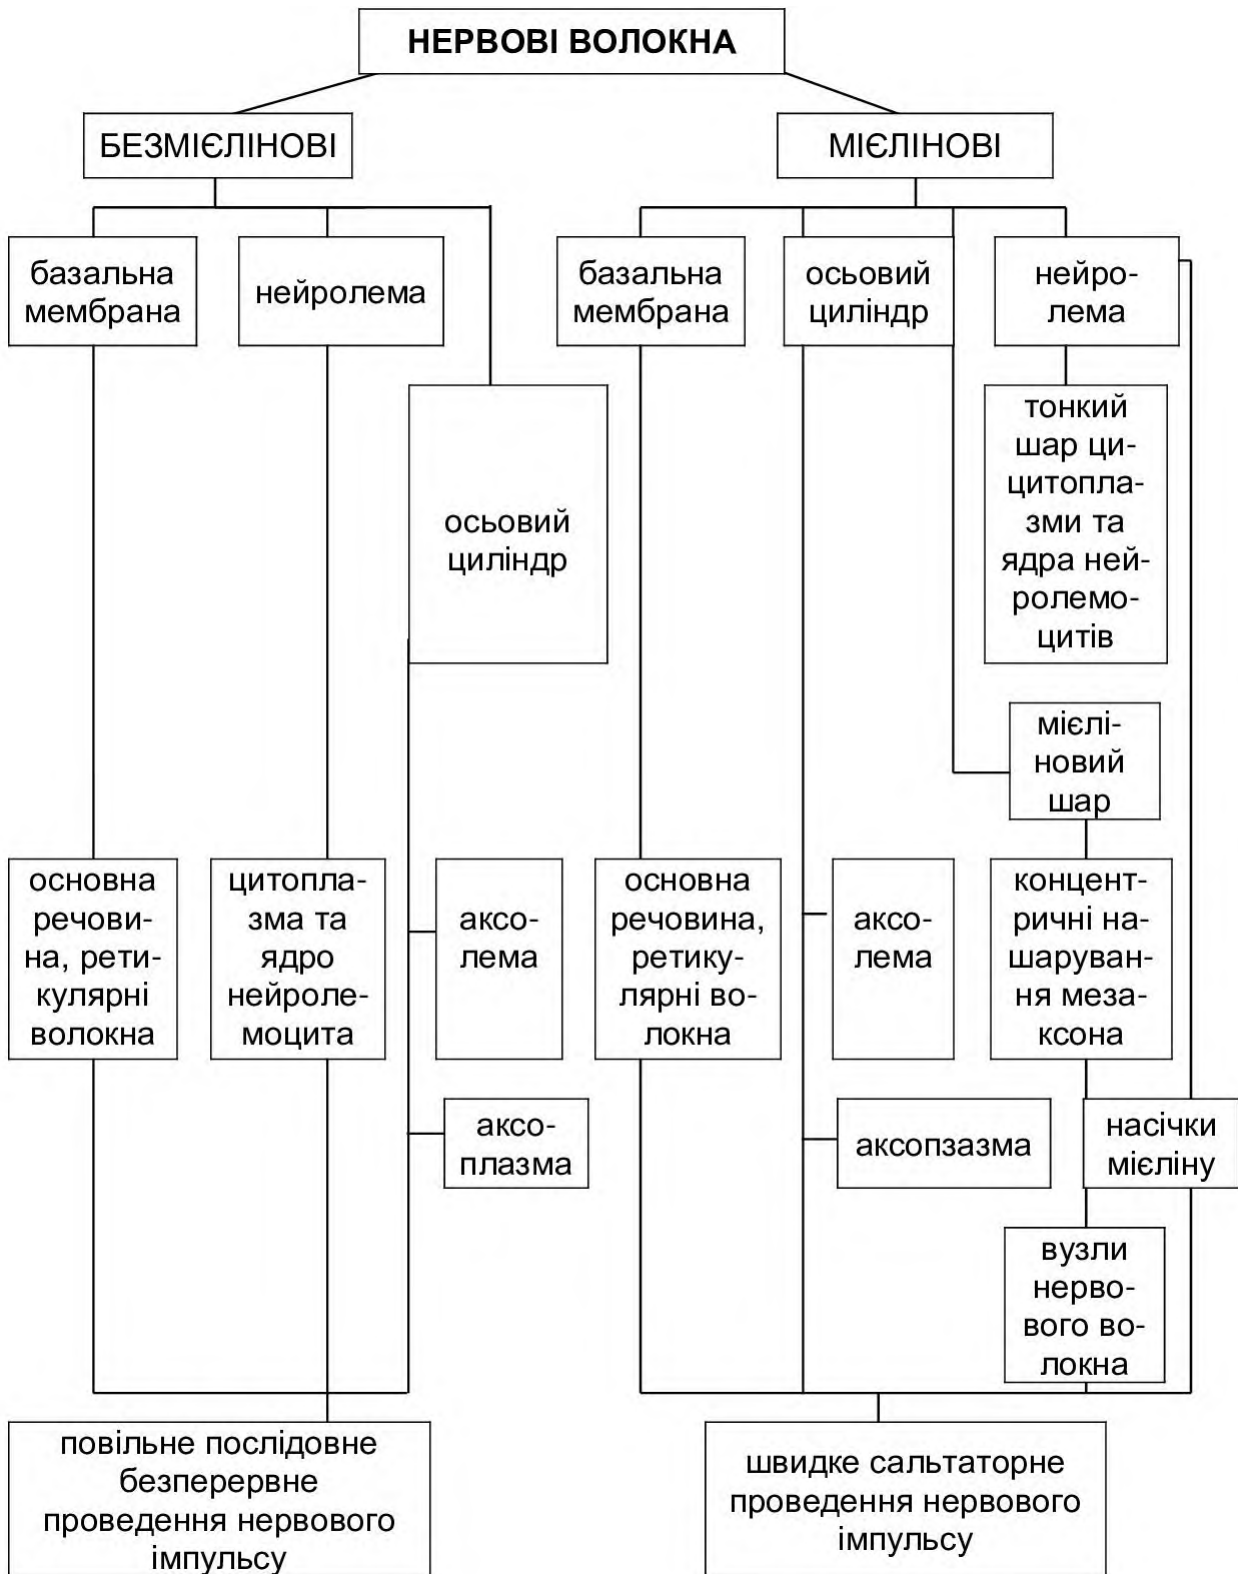 НЕРВОВІ ВОЛОКНА
БЕЗМІЄЛІНОВІ
МІЄЛІНОВІ
базальна
мембрана
нейролема
базальна
мембрана
осьовий
циліндр
нейро-
лема
осьовий
циліндр
тонкий
шар ци-
цитопла-
зми та
ядра ней-
ролемо-
цитів
мієлі-
новий
шар
основна
речови-
на, рети-
кулярні
волокна
цитопла-
зма та
ядро
нейроле-
моцита
аксо-
лема
основна
речовина,
ретику-
лярні во-
локна
аксо-
лема
концент-
ричні на-
шаруван-
ня меза-
ксона
аксо-
плазма
аксопзазма
насічки
мієліну
вузли
нерво-
вого во-
локна
повільне послідовне
безперервне
проведення нервового
імпульсу
швидке сальтаторне
проведення нервового
імпульсу